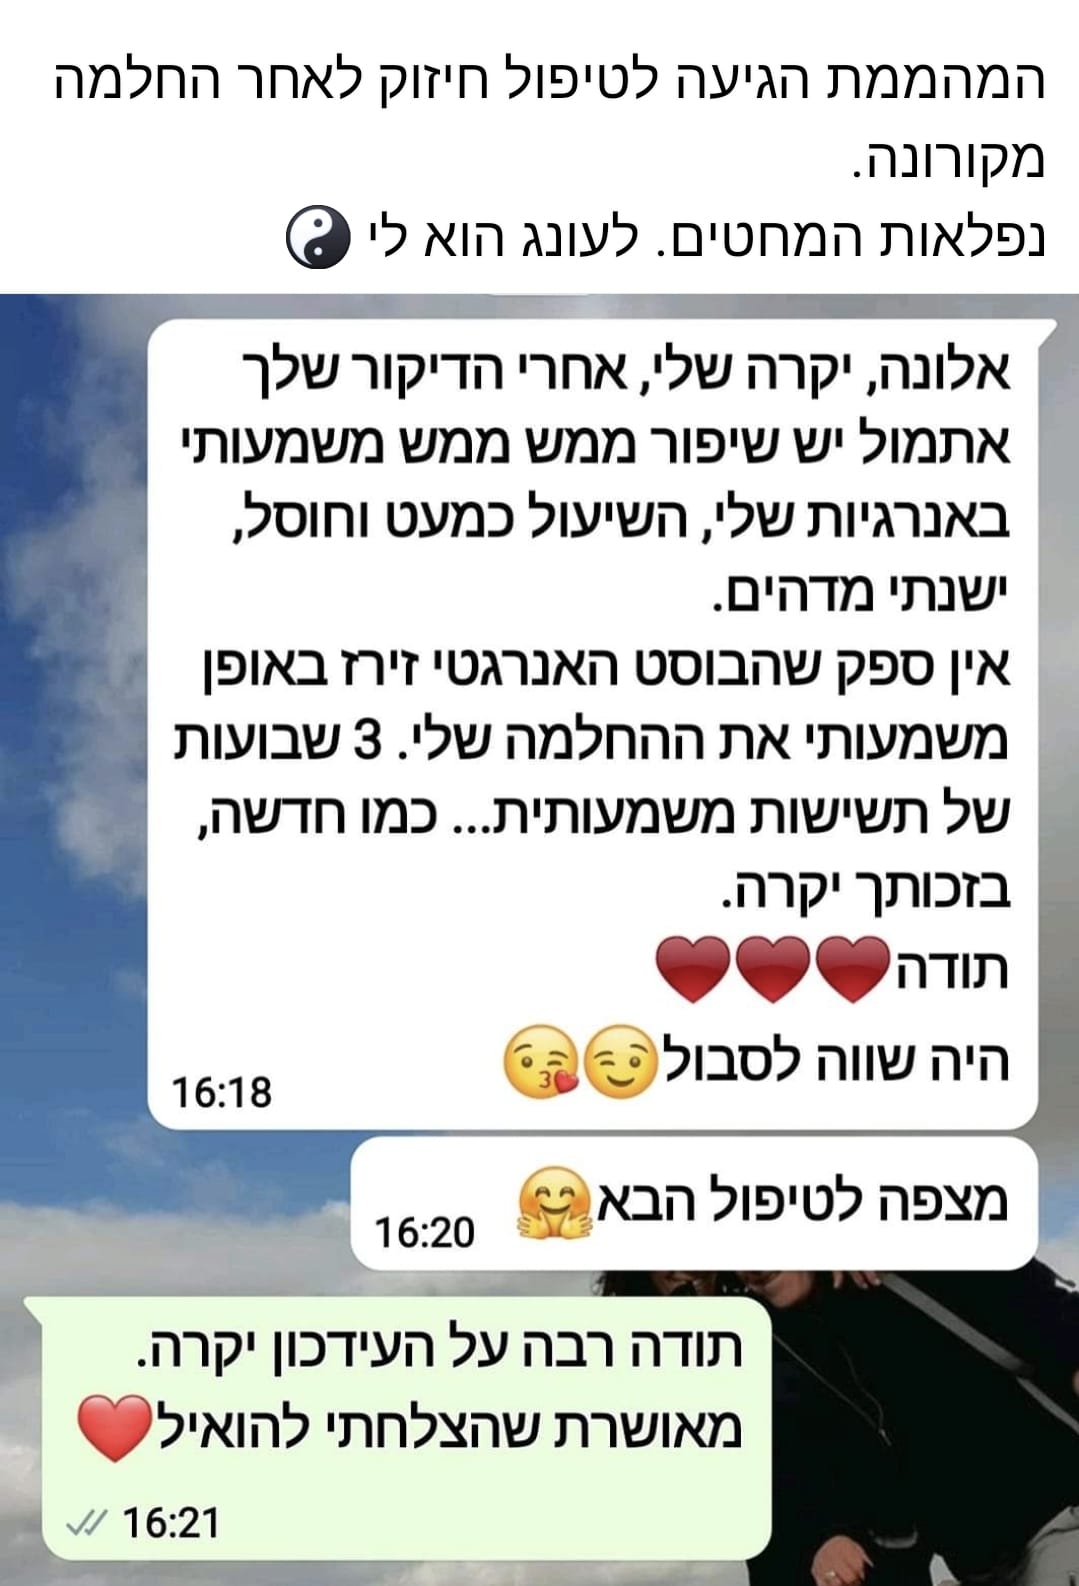 המהממת הגיעה לטיפול חיזוק לאחר החלמה
מקורונה.
נפלאות המחטים. לעונג הוא לי ☯
אלונה, יקרה שלי, אחרי הדיקור שלך
אתמול יש שיפור ממש ממש משמעותי
באנרגיות שלי, השיעול כמעט וחוסל,
ישנתי מדהים.
אין ספק שהבוסט האנרגטי זירז באופן
משמעותי את ההחלמה שלי. 3 שבועות
של תשישות משמעותית... כמו חדשה,
בזכותך יקרה.
תודה❤❤❤
היה שווה לסבול😉😘
16:18
מצפה לטיפול הבא🤗
16:20
תודה רבה על העידכון יקרה.
מאושרת שהצלחתי להואיל❤
16:21